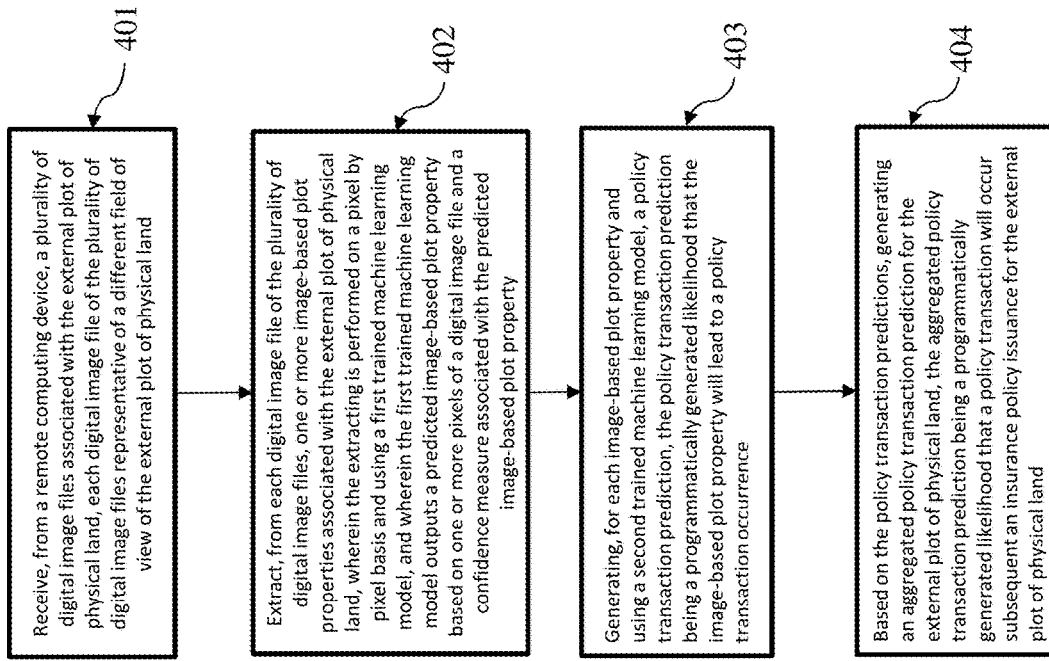 Receive, from a remote computing device, a plurality of
digital image files associated with the external plot of
physical land, each digital image file of the plurality of
digital image files representative of a different field of
view of the external plot of physical land
401
Extract, from each digital image file of the plurality of
digital image files, one or more image-based plot
properties associated with the external plot of physical
land, wherein the extracting is performed on a pixel by
pixel basis and using a first trained machine learning
model, and wherein the first trained machine learning
model outputs a predicted image-based plot property
based on one or more pixels of a digital image file and a
confidence measure associated with the predicted
image-based plot property
402
Generating, for each image-based plot property and
using a second trained machine learning model, a policy
transaction prediction, the policy transaction prediction
being a programmatically generated likelihood that the
image-based plot property will lead to a policy
transaction occurrence
403
Based on the policy transaction predictions, generating
an aggregated policy transaction prediction for the
external plot of physical land, the aggregated policy
transaction prediction being a programmatically
generated likelihood that a policy transaction will occur
subsequent an insurance policy issuance for the external
plot of physical land
404